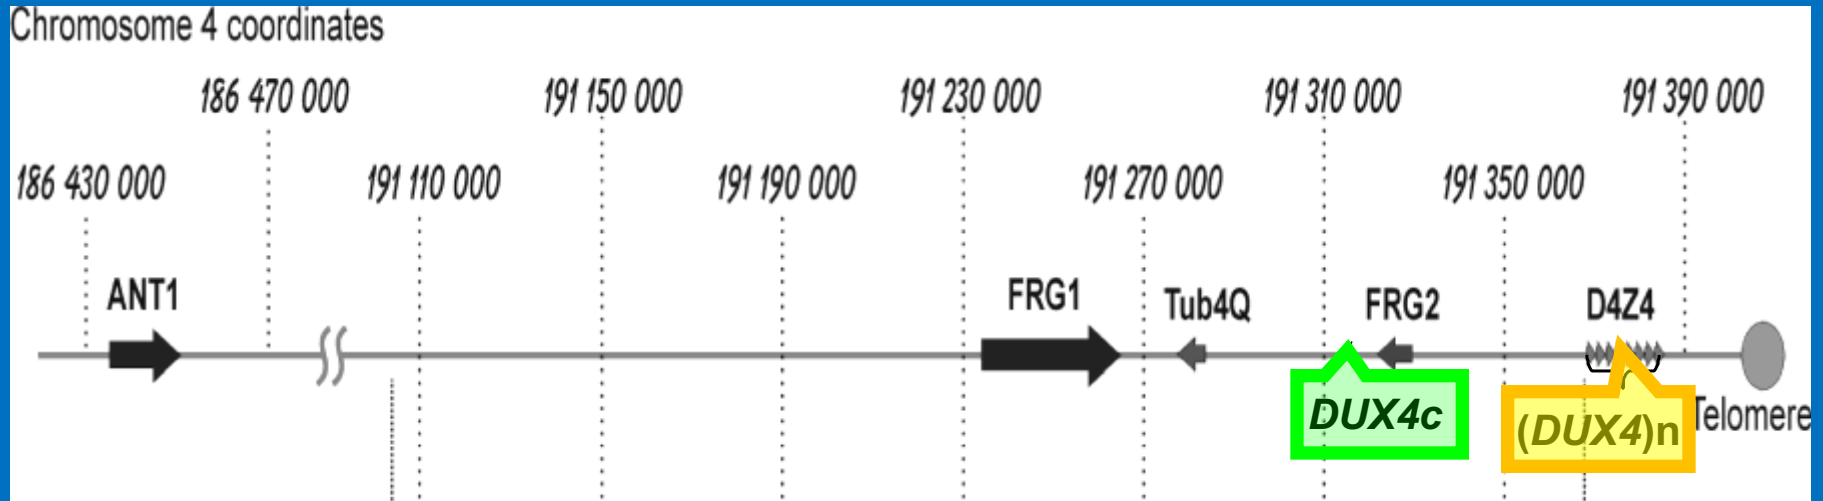 Chromosome 4 coordinates
186 470 000 191 150 000 191 230 000 191 310 000 191 390 000
186 430 000 191 110 000 191 190 000 191 270 000 191 350 000
ANT1 FRG1 Tub4Q FRG2 D4Z4
DUX4c (DUX4)n Telomere